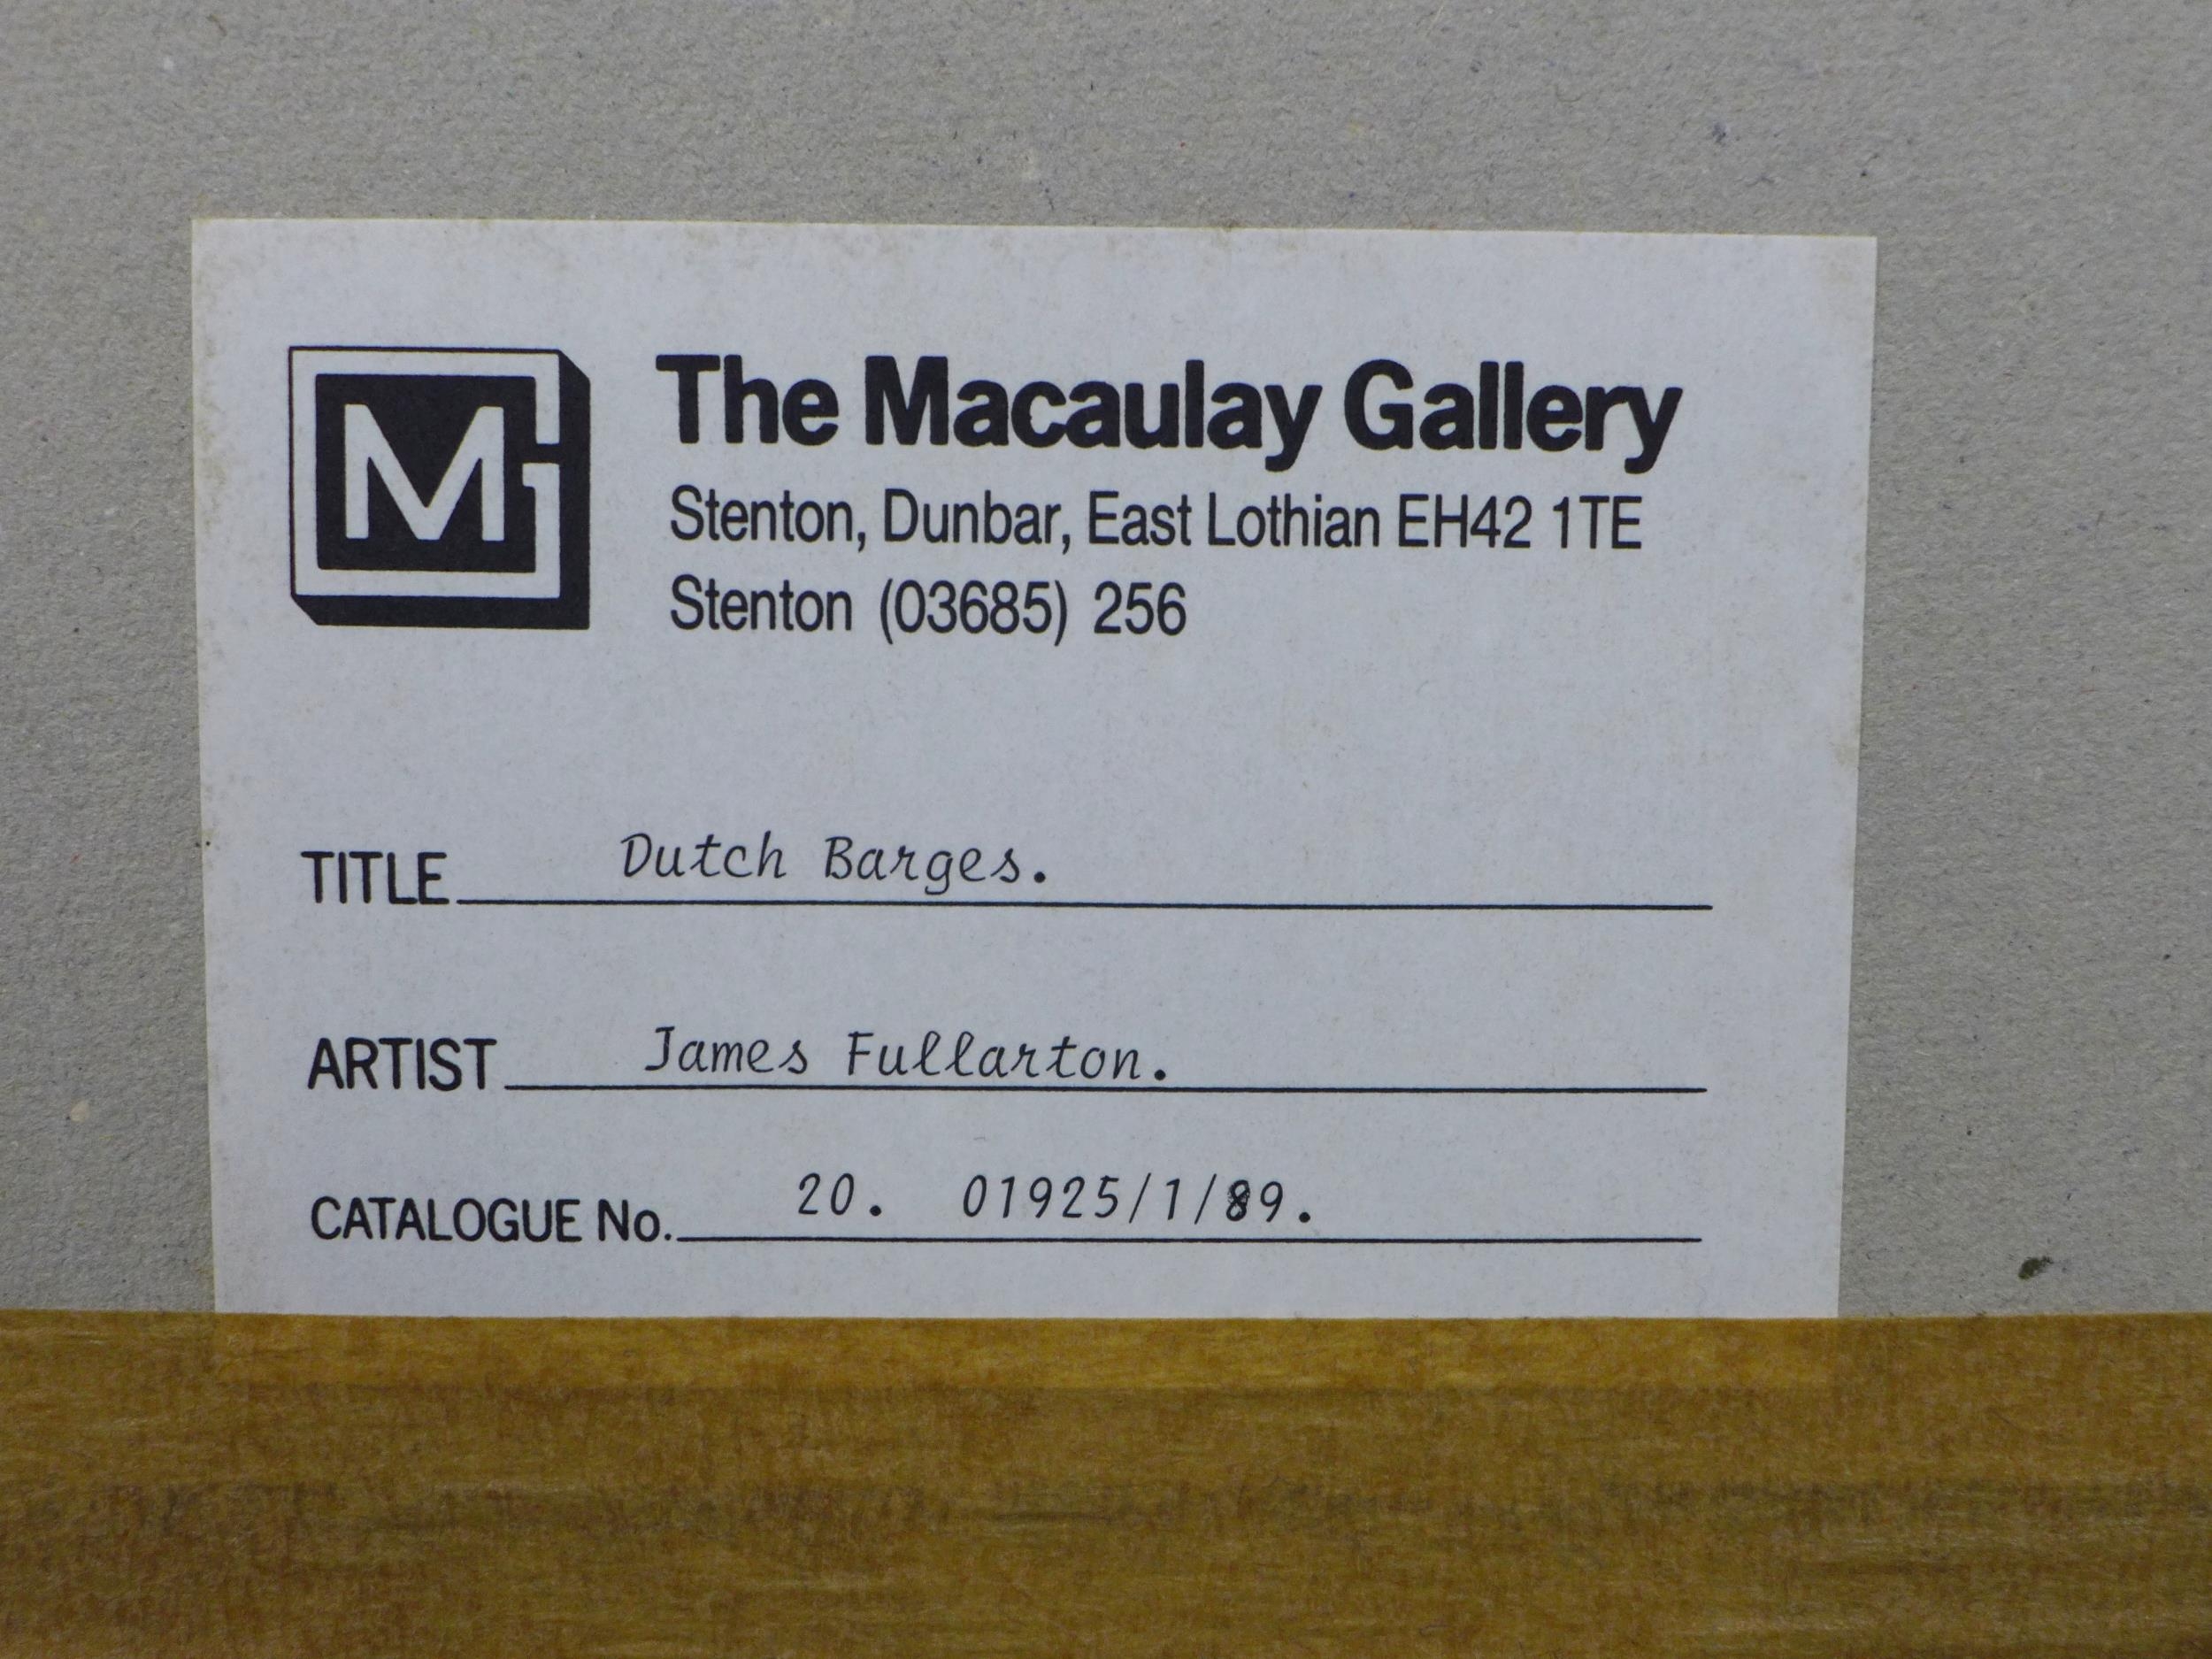 MG
The Macaulay Gallery
Stenton, Dunbar, East Lothian EH42 1TE
Stenton (03685) 256
TITLE Dutch Barges.
ARTIST James Fullarton.
CATALOGUE No. 20. 01925/1/89.